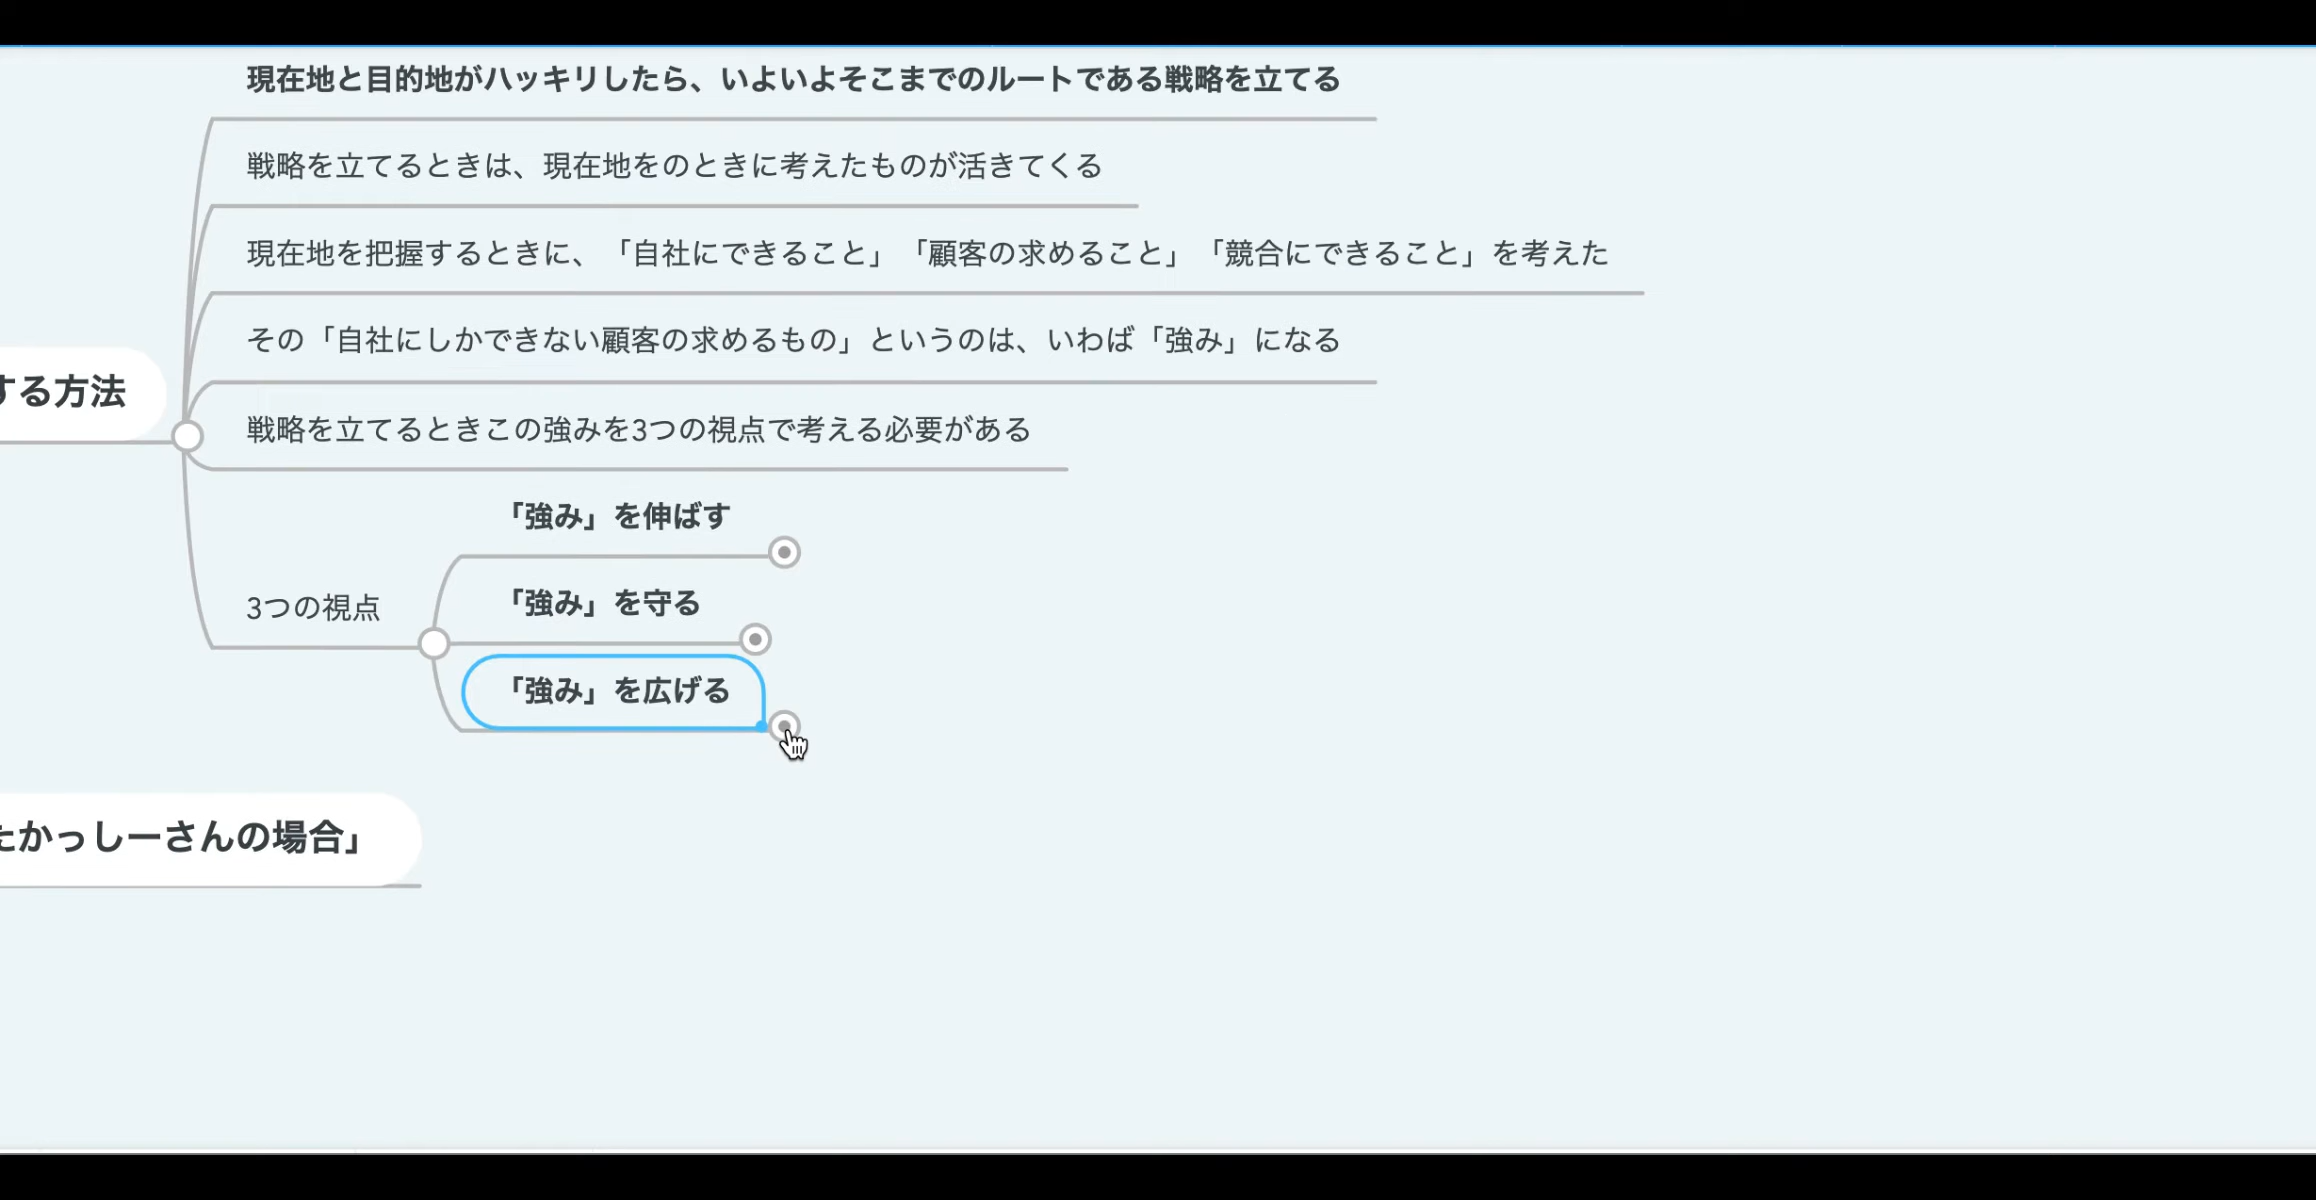 現在地と目的地がハッキリしたら、いよいよそこまでのルートである戦略を立てる
戦略を立てるときは、現在地をのときに考えたものが活きてくる
現在地を把握するときに、「自社にできること」「顧客の求めること」「競合にできること」を考えた
その「自社にしかできない顧客の求めるもの」というのは、いわば「強み」になる
する方法
戦略を立てるときこの強みを3つの視点で考える必要がある
「強み」を伸ばす
3つの視点
「強み」を守る
「強み」を広げる
たかっしーさんの場合」